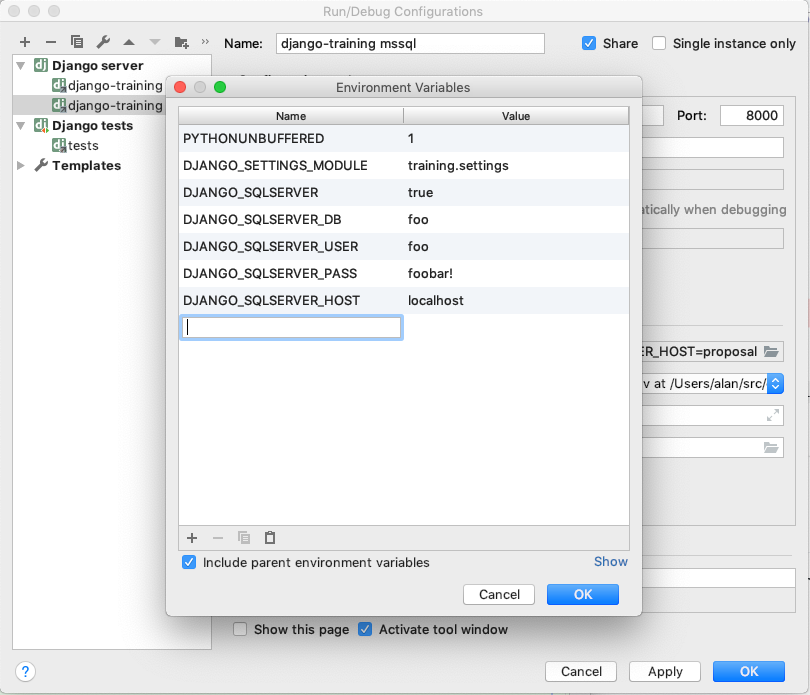 Run/Debug Configurations
Name: django-training mssql Share Single instance only
Django server
django-training
django-training
Django tests
tests
Templates
Environment Variables
Name Value
PYTHONUNBUFFERED 1
DJANGO_SETTINGS_MODULE training.settings
DJANGO_SQLSERVER true
DJANGO_SQLSERVER_DB foo
DJANGO_SQLSERVER_USER foo
DJANGO_SQLSERVER_PASS foobar!
DJANGO_SQLSERVER_HOST localhost
Include parent environment variables Show
Cancel OK
Port: 8000
when debugging
ER_HOST=proposal
v at /Users/alan/src/
Show this page Activate tool window
? Cancel Apply OK